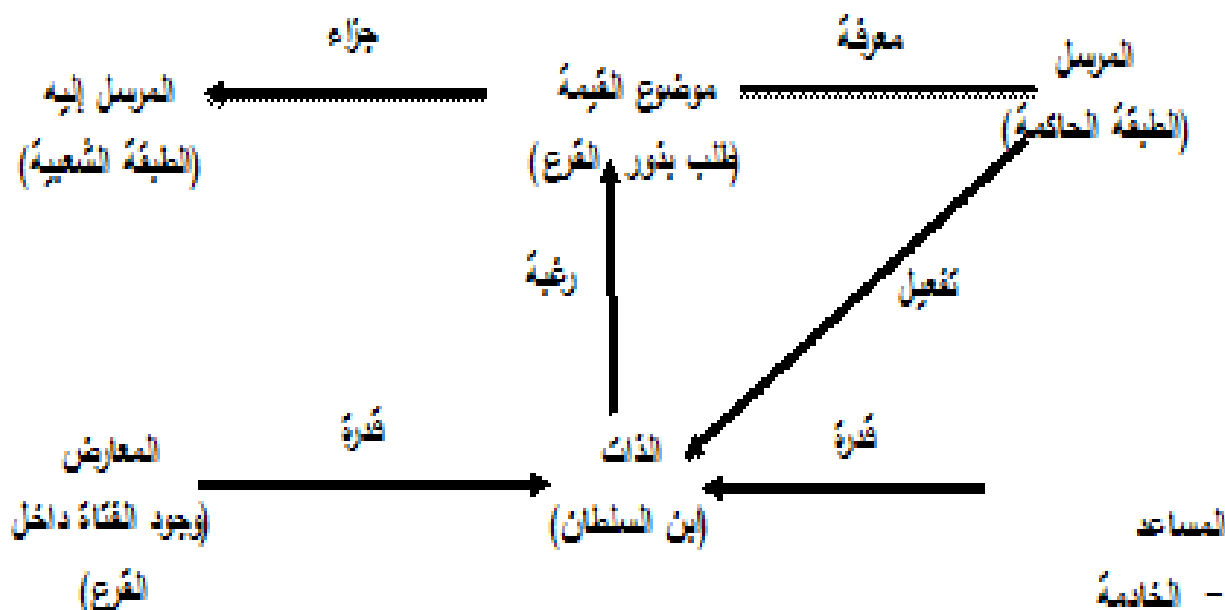 جزاء
معرفة
المرسل
موضوع القيمة
المرسل إليه
(الطبقة الحاكمة)
(طلب بذور القرع)
(الطبقة الشعبية)
رغبة
تفعيل
قدرة
الذات
قدرة
المعارض
(ابن السلطان)
(وجود الفتاة داخل
القرع)
المساعد
- الخادمة